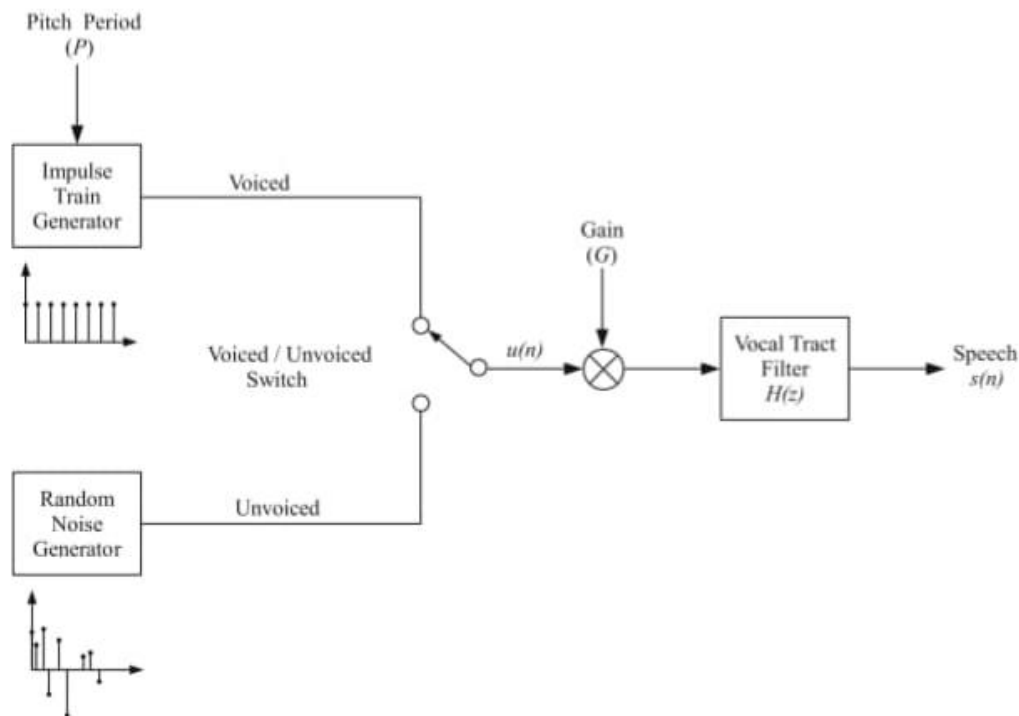 Pitch Period
(P)
Impulse
Train
Generator
Voiced
Gain
(G)
Voiced / Unvoiced
Switch
u(n)
Vocal Tract
Filter
H(z)
Speech
s(n)
Random
Noise
Generator
Unvoiced